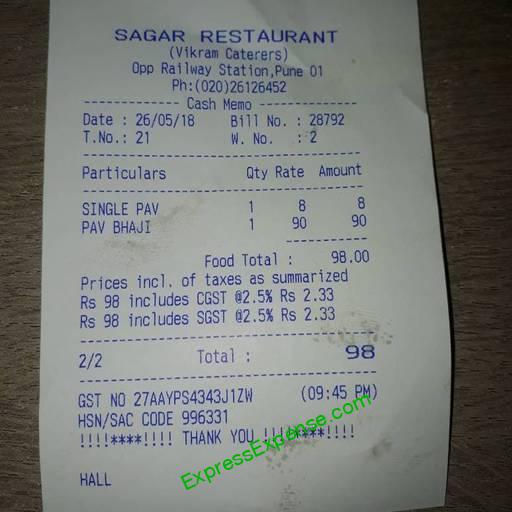 SAGAR RESTAURANT
(Vikram Caterers)
Opp Railway Station,Pune 01
Ph:(020)26126452
------------- Cash Memo -------------
Date : 26/05/18 Bill No. : 28792
T.No.: 21 W. No. : 2
Particulars Qty Rate Amount
SINGLE PAV 1 8 8
PAV BHAJI 1 90 90
Food Total : 98.00
Prices incl. of taxes as summarized
Rs 98 includes CGST @2.5% Rs 2.33
Rs 98 includes SGST @2.5% Rs 2.33
2/2 Total : 98
GST NO 27AAYPS4343J1ZW (09:45 PM)
HSN/SAC CODE 996331
!!!!****!!!! THANK YOU !!!!****!!!!
ExpressExpense.com
HALL